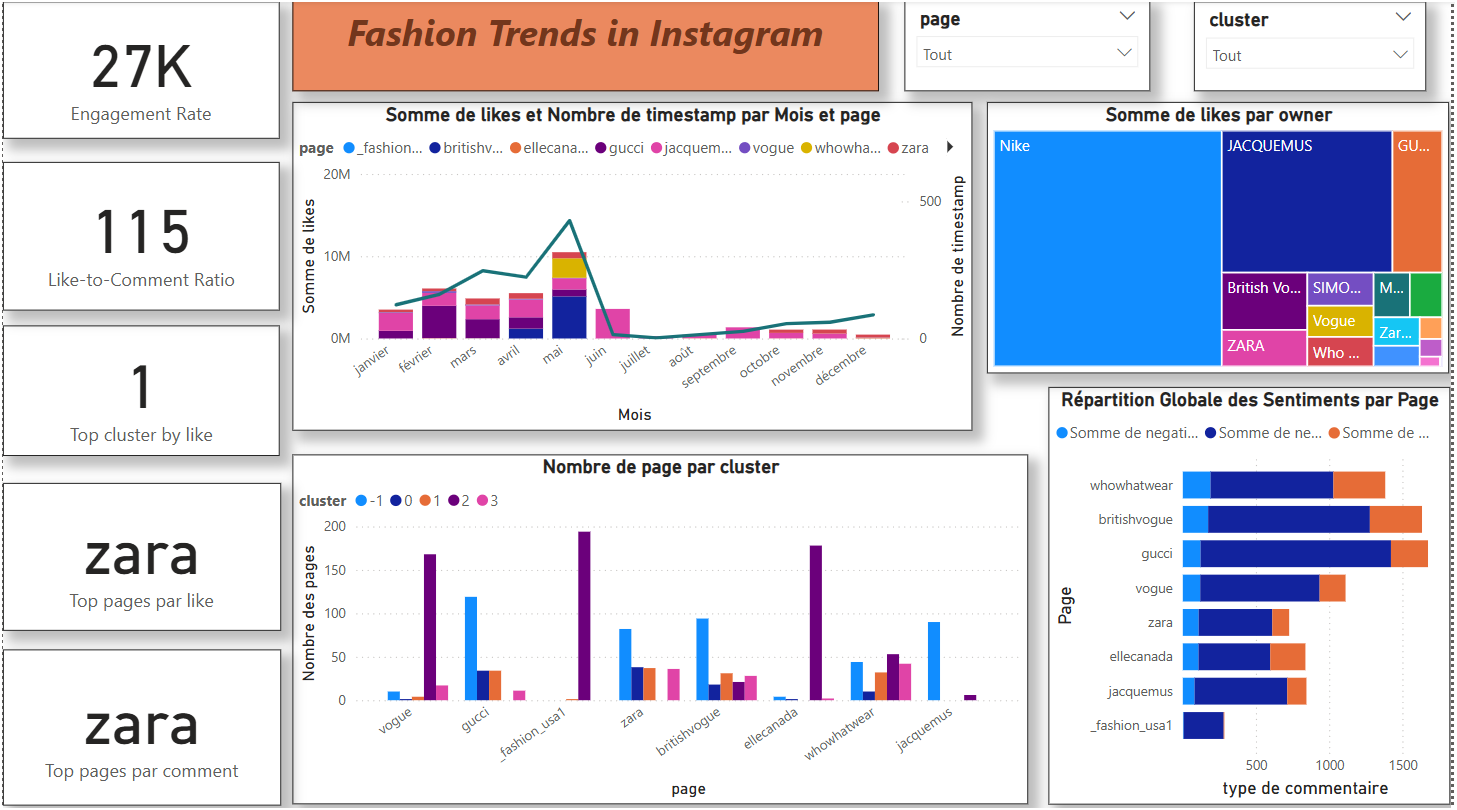 27K
Engagement Rate
115
Like-to-Comment Ratio
1
Top cluster by like
zara
Top pages par like
zara
Top pages par comment
Fashion Trends in Instagram
page
Tout
cluster
Tout
Somme de likes et Nombre de timestamp par Mois et page
page _fashion... britishv... ellecana... gucci jacquem... vogue whowha... zara
20M
10M
0M
Somme de likes
500
0
Nombre de timestamp
janvier
février
mars
avril
mai
juin
juillet
août
septembre
octobre
novembre
décembre
Mois
Somme de likes par owner
Nike
JACQUEMUS
GU...
British Vo...
ZARA
SIMO...
Vogue
Who ...
M...
Zar...
Nombre de page par cluster
cluster -1 0 1 2 3
200
150
100
50
0
Nombre des pages
vogue
gucci
_fashion_usa1
zara
britishvogue
ellecanada
whowhatwear
jacquemus
page
Répartition Globale des Sentiments par Page
Somme de negati... Somme de ne... Somme de ...
Page
whowhatwear
britishvogue
gucci
vogue
zara
ellecanada
jacquemus
_fashion_usa1
500 1000 1500
type de commentaire